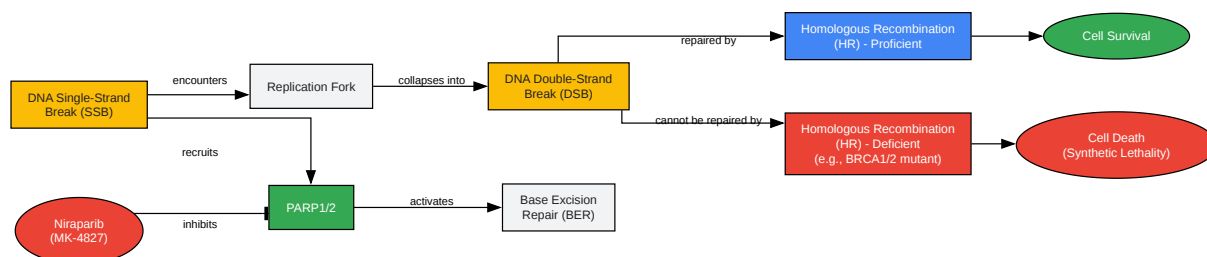 Homologous Recombination
(HR) - Proficient
Cell Survival
repaired by
encounters
collapses into
DNA Double-Strand
Break (DSB)
Replication Fork
DNA Single-Strand
Break (SSB)
cannot be repaired by
Homologous Recombination
(HR) - Deficient
(e.g., BRCA1/2 mutant)
Cell Death
(Synthetic Lethality)
recruits
PARP1/2
activates
Base Excision
Repair (BER)
Niraparib
(MK-4827)
inhibits